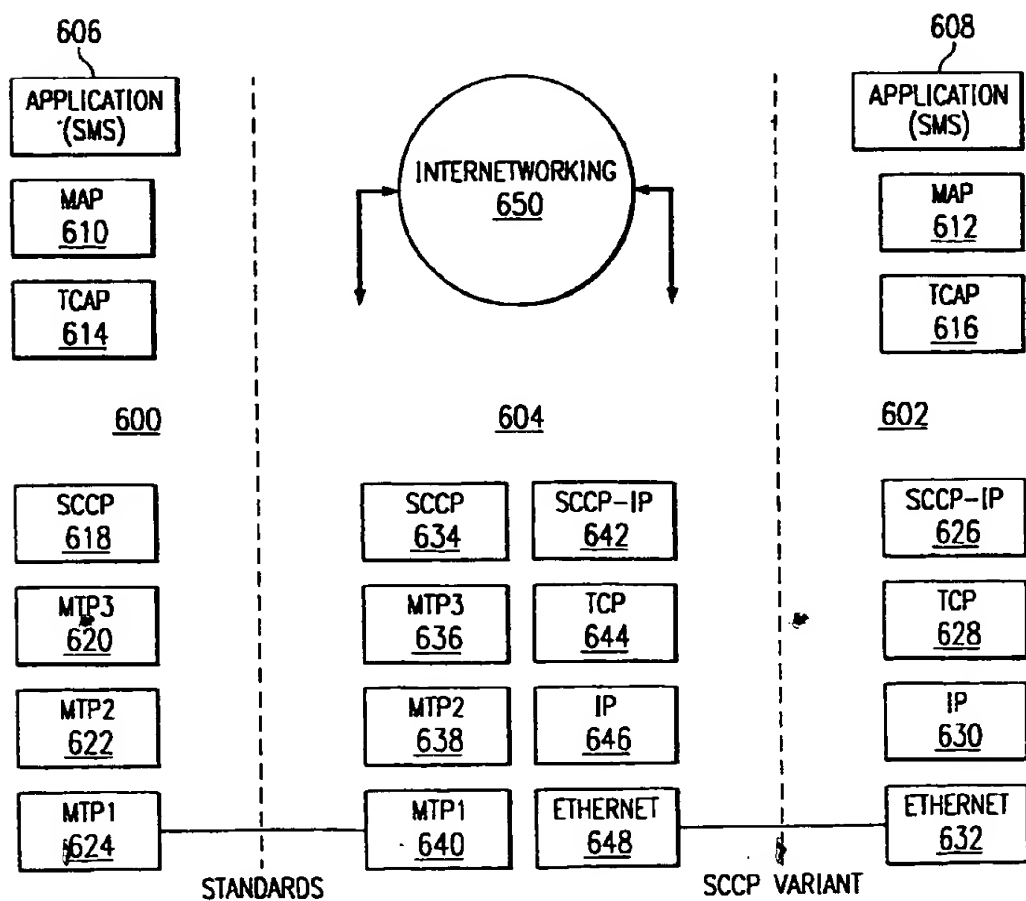 606
608
APPLICATION
(SMS)
APPLICATION
(SMS)
INTERNETWORKING
650
MAP
610
MAP
612
TCAP
614
TCAP
616
600
604
602
SCCP
618
SCCP
634
SCCP-IP
642
SCCP-IP
626
MTP3
620
MTP3
636
TCP
644
TCP
628
MTP2
622
MTP2
638
IP
646
IP
630
MTP1
624
MTP1
640
ETHERNET
648
ETHERNET
632
STANDARDS
SCCP VARIANT